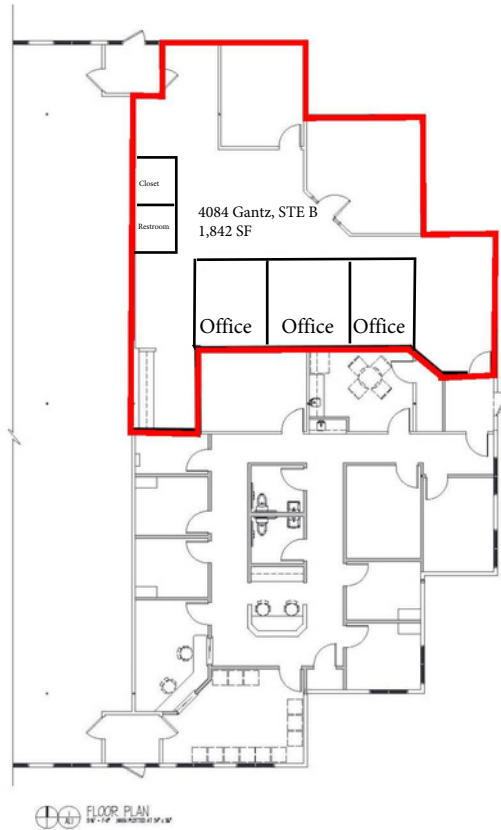 Closet
4084 Gantz, STE B
Restroom
1,842 SF
Office
Office
Office
FLOOR PLAN